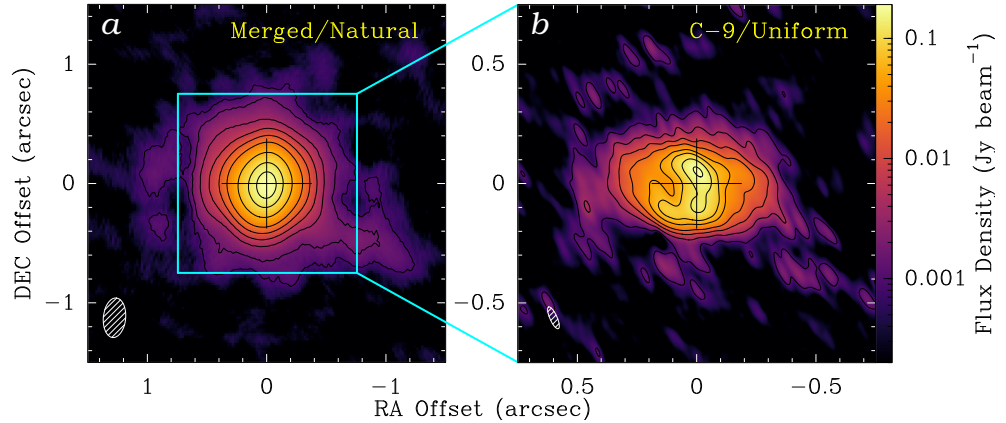 a
Merged/Natural
b
C-9/Uniform
DEC Offset (arcsec)
1
0
−1
1
0
−1
0.5
0
−0.5
0.5
0
−0.5
RA Offset (arcsec)
0.1
0.01
0.001
Flux Density (Jy beam⁻¹)